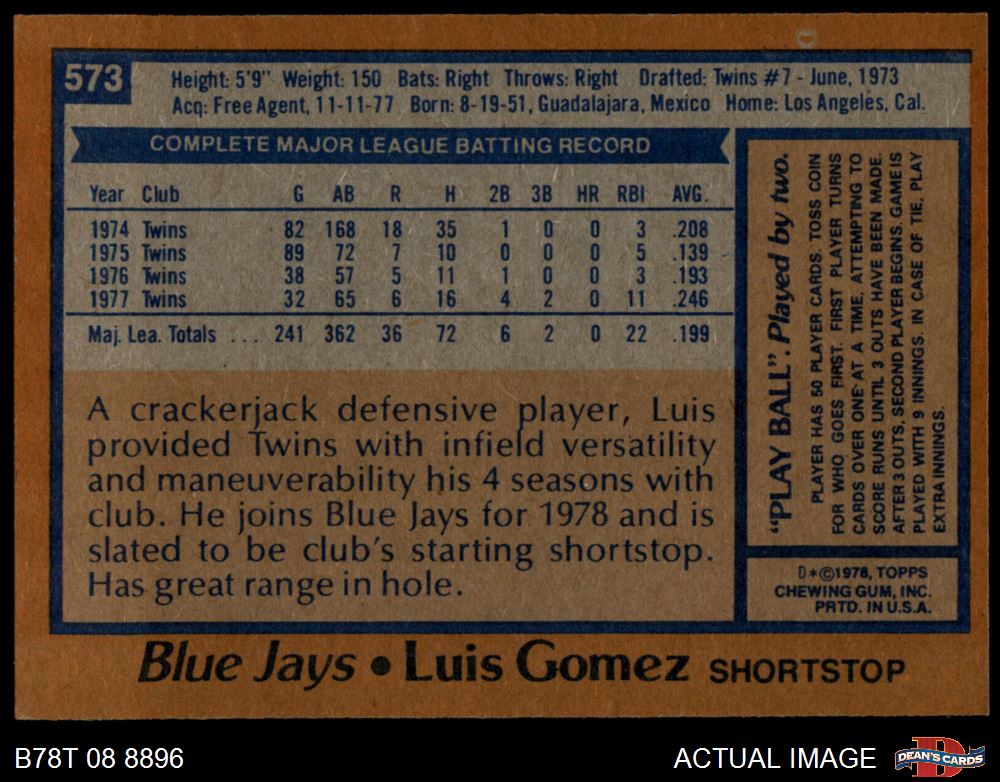 573
Height: 5'9" Weight: 150 Bats: Right Throws: Right Drafted: Twins #7 - June, 1973
Acq: Free Agent, 11-11-77 Born: 8-19-51, Guadalajara, Mexico Home: Los Angeles, Cal.
COMPLETE MAJOR LEAGUE BATTING RECORD
Year Club G AB R H 2B 3B HR RBI AVG.
1974 Twins 82 168 18 35 1 0 0 3 .208
1975 Twins 89 72 7 10 0 0 0 5 .139
1976 Twins 38 57 5 11 1 0 0 3 .193
1977 Twins 32 65 6 16 4 2 0 11 .246
Maj. Lea. Totals ... 241 362 36 72 6 2 0 22 .199
A crackerjack defensive player, Luis
provided Twins with infield versatility
and maneuverability his 4 seasons with
club. He joins Blue Jays for 1978 and is
slated to be club's starting shortstop.
Has great range in hole.
"PLAY BALL". Played by two.
PLAYER HAS 50 PLAYER CARDS. TOSS COIN
FOR WHO GOES FIRST. FIRST PLAYER TURNS
CARDS OVER ONE AT A TIME, ATTEMPTING TO
SCORE RUNS UNTIL 3 OUTS HAVE BEEN MADE.
AFTER 3 OUTS, SECOND PLAYER BEGINS. GAME IS
PLAYED WITH 9 INNINGS. IN CASE OF TIE, PLAY
EXTRA INNINGS.
D*©1978, TOPPS
CHEWING GUM, INC.
PRTD. IN U.S.A.
Blue Jays • Luis Gomez SHORTSTOP
B78T 08 8896
ACTUAL IMAGE
D
DEAN'S CARDS